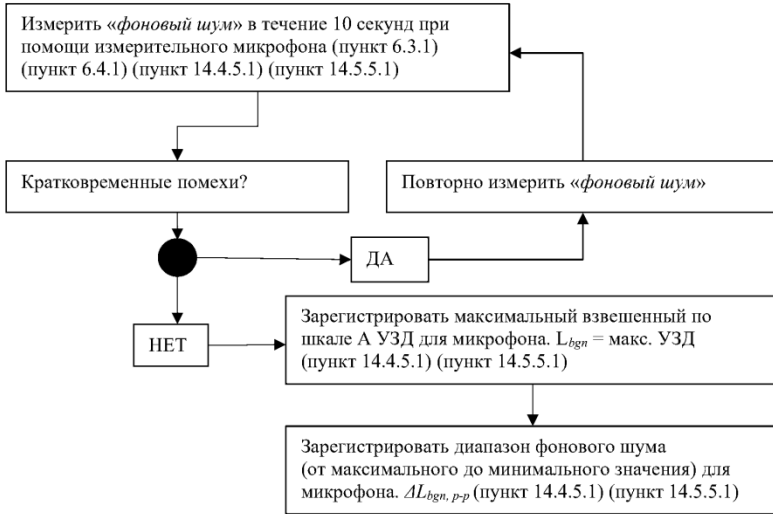 Измерить «фоновый шум» в течение 10 секунд при
помощи измерительного микрофона (пункт 6.3.1)
(пункт 6.4.1) (пункт 14.4.5.1) (пункт 14.5.5.1)
Кратковременные помехи?
Повторно измерить «фоновый шум»
ДА
НЕТ
Зарегистрировать максимальный взвешенный по
шкале А УЗД для микрофона. Lbgn = макс. УЗД
(пункт 14.4.5.1) (пункт 14.5.5.1)
Зарегистрировать диапазон фонового шума
(от максимального до минимального значения) для
микрофона. ΔLbgn, p-p (пункт 14.4.5.1) (пункт 14.5.5.1)